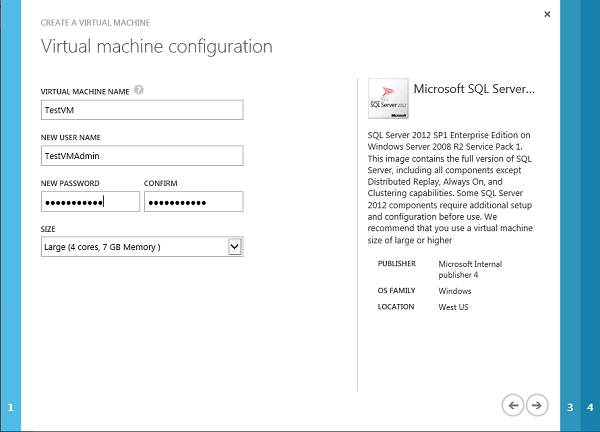 CREATE A VIRTUAL MACHINE
Virtual machine configuration
VIRTUAL MACHINE NAME ?
TestVM
NEW USER NAME
TestVMAdmin
NEW PASSWORD CONFIRM
●●●●●●●●●●● ●●●●●●●●●●●
SIZE
Large (4 cores, 7 GB Memory )
SQL Server 2012
Microsoft
Microsoft SQL Server...
SQL Server 2012 SP1 Enterprise Edition on
Windows Server 2008 R2 Service Pack 1.
This image contains the full version of SQL
Server, including all components except
Distributed Replay, Always On, and
Clustering capabilities. Some SQL Server
2012 components require additional setup
and configuration before use. We
recommend that you use a virtual machine
size of large or higher
PUBLISHER Microsoft Internal
publisher 4
OS FAMILY Windows
LOCATION West US
1 3 4